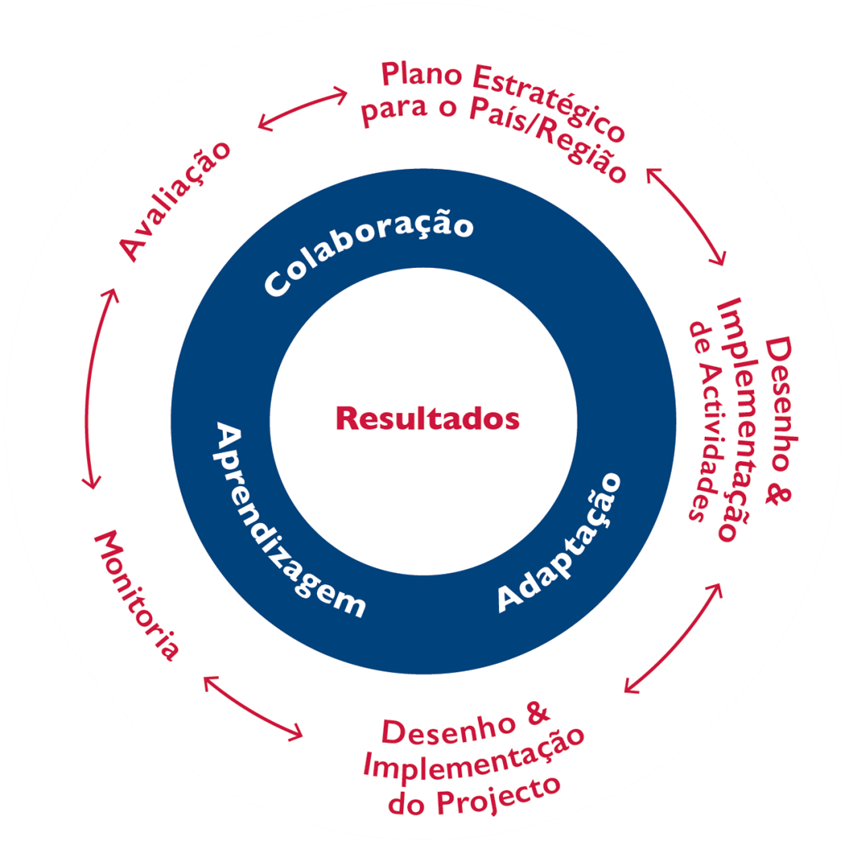 Plano Estratégico
para o País/Região
Desenho &
Implementação
de Actividades
Desenho &
Implementação
do Projecto
Monitoria
Avaliação
Colaboração
Adaptação
Aprendizagem
Resultados